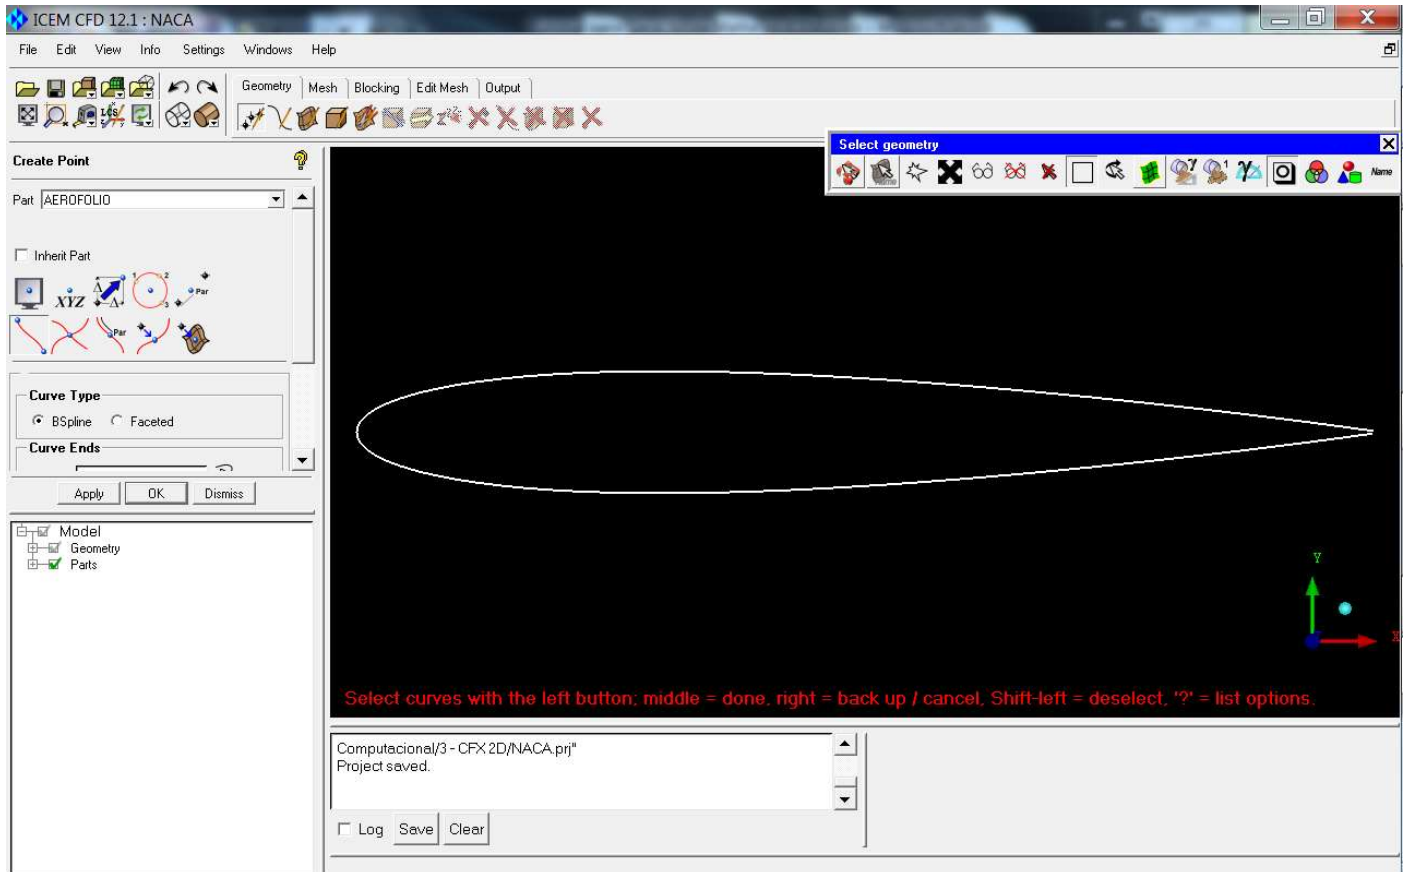 ICEM CFD 12.1 : NACA
File Edit View Info Settings Windows Help
Geometry Mesh Blocking Edit Mesh Output
Select geometry
Create Point
Name
Part AEROFOLIO
Inherit Part
1 2 3
XYZ Δ Δ Par
Par
Curve Type
BSpline Faceted
Curve Ends
Apply OK Dismiss
Model
Geometry
Parts
Y
X
Select curves with the left button; middle = done, right = back up / cancel, Shift-left = deselect, '?' = list options.
Computacional/3 - CFX 2D/NACA.prj"
Project saved.
Log Save Clear